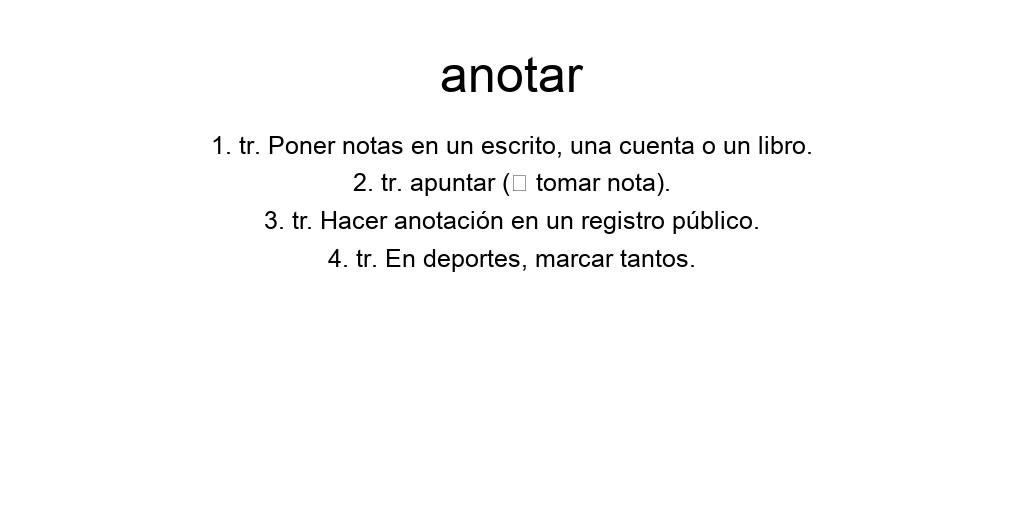 anotar
1. tr. Poner notas en un escrito, una cuenta o un libro.
2. tr. apuntar (□ tomar nota).
3. tr. Hacer anotación en un registro público.
4. tr. En deportes, marcar tantos.